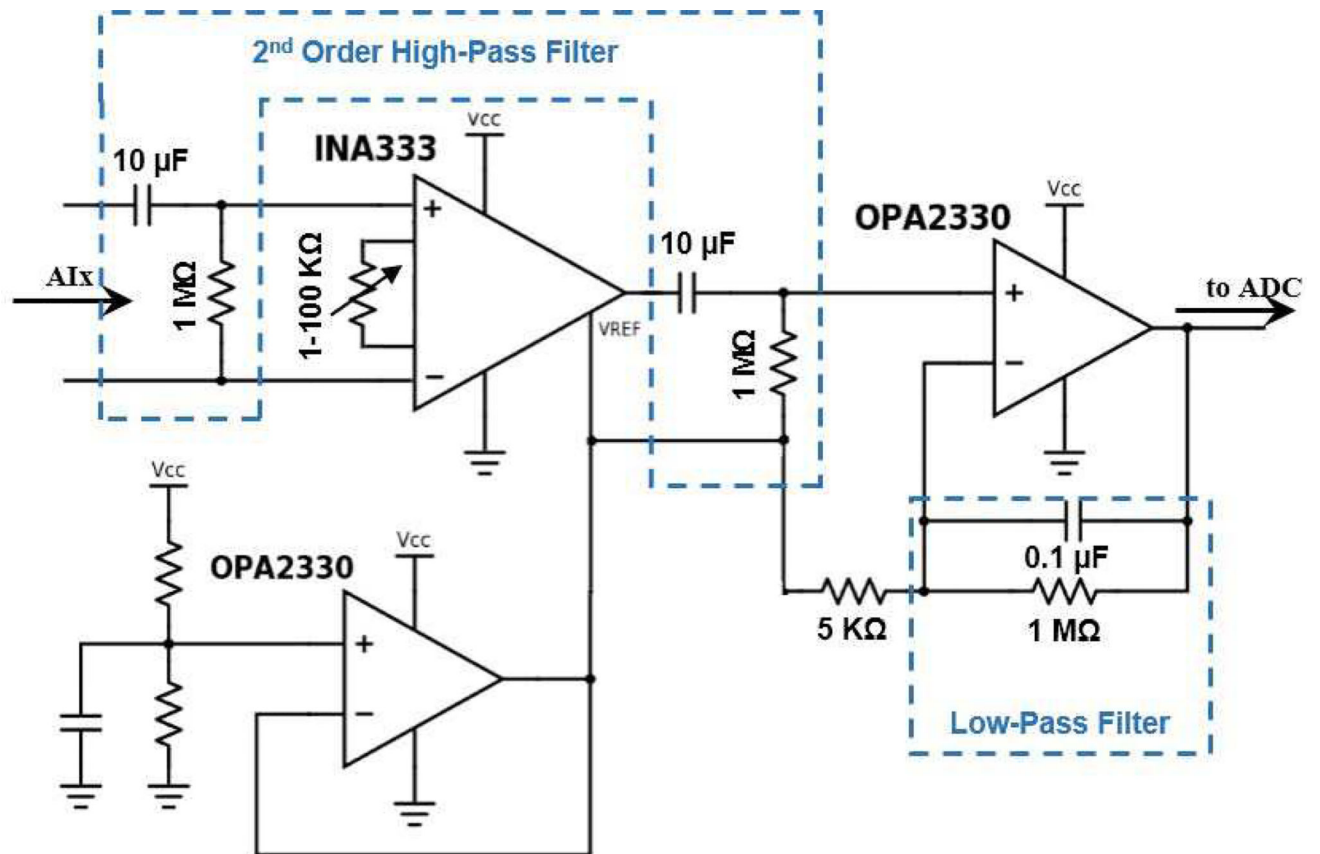 2nd Order High-Pass Filter
Vcc
INA333
10 µF
+
Vcc
OPA2330
10 µF
1-100 KΩ
AIx
1 MΩ
+
to ADC
VREF
1 MΩ
−
−
Vcc
Vcc
OPA2330
0.1 µF
+
5 KΩ
1 MΩ
−
Low-Pass Filter